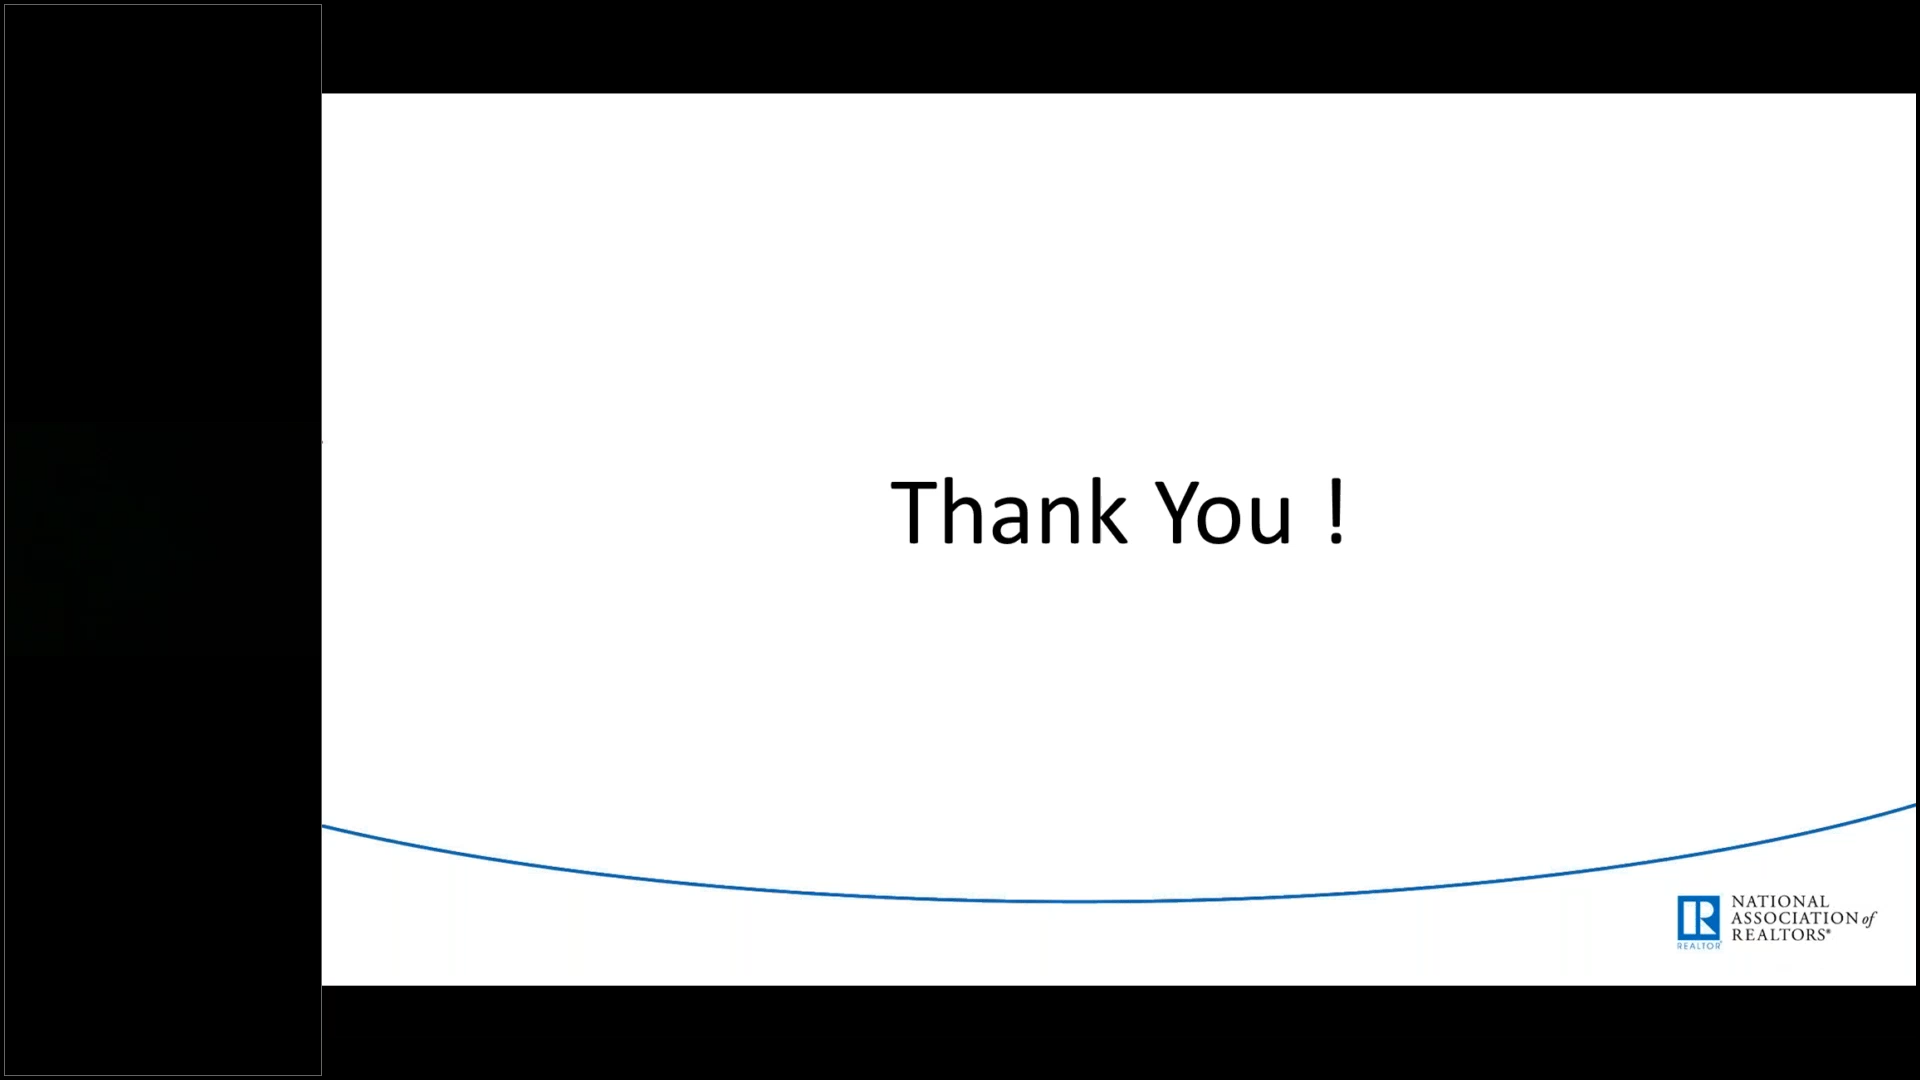 Thank You !
NATIONAL
ASSOCIATION of
REALTORS®
REALTOR®